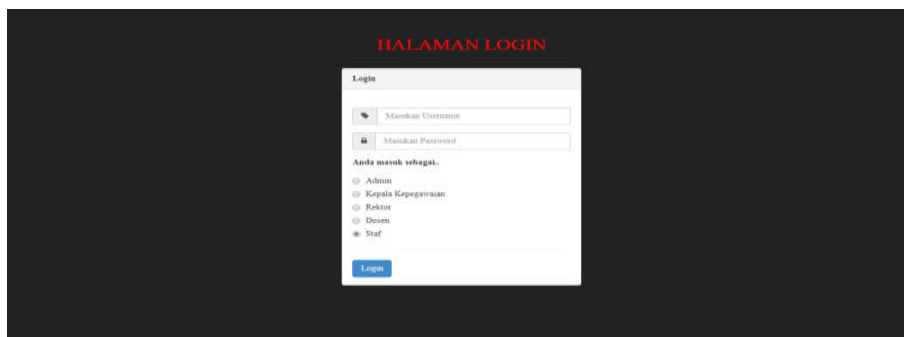 HALAMAN LOGIN
Login
Masukan Username
Masukan Password
Anda masuk sebagai..
Admin
Kepala Kepegawaian
Rektor
Dosen
Staf
Login